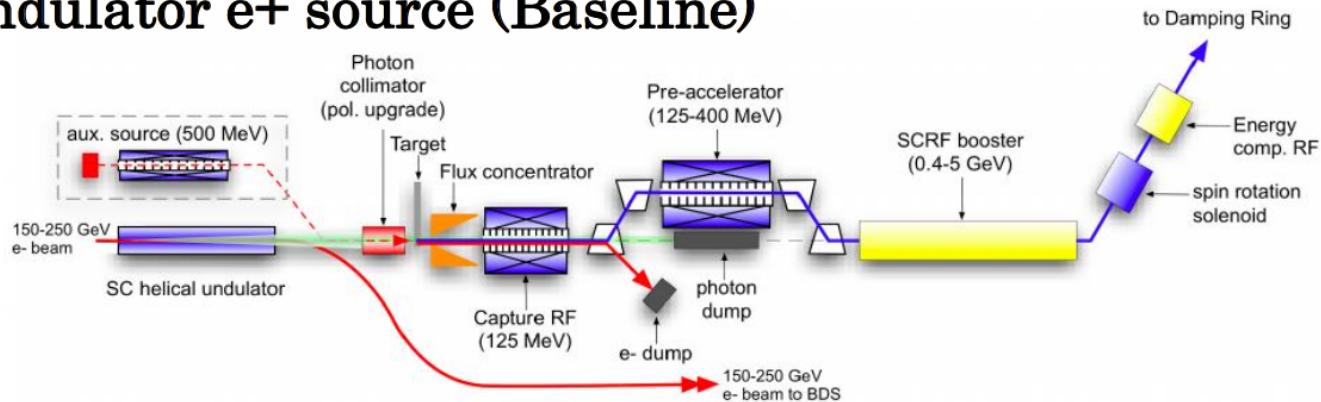 ndulator e+ source (Baseline)
to Damping Ring
Photon
collimator
(pol. upgrade)
Pre-accelerator
(125-400 MeV)
aux. source (500 MeV)
Target
Flux concentrator
SCRF booster
(0.4-5 GeV)
Energy
comp. RF
spin rotation
solenoid
150-250 GeV
e- beam
SC helical undulator
Capture RF
(125 MeV)
photon
dump
e- dump
150-250 GeV
e- beam to BDS